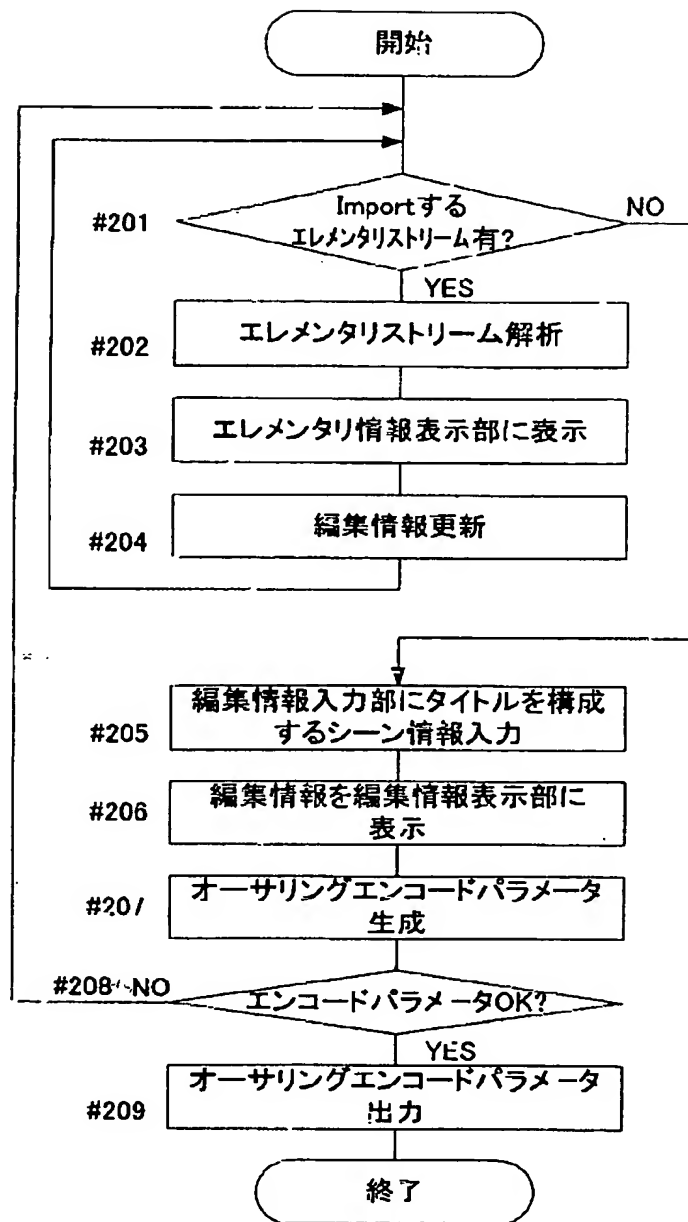 開始
#201
Importする
エレメンタリストリーム有?
NO
YES
#202
エレメンタリストリーム解析
#203
エレメンタリ情報表示部に表示
#204
編集情報更新
#205
編集情報入力部にタイトルを構成
するシーン情報入力
#206
編集情報を編集情報表示部に
表示
#207
オーサリングエンコードパラメータ
生成
#208 NO
エンコードパラメータOK?
YES
#209
オーサリングエンコードパラメータ
出力
終了